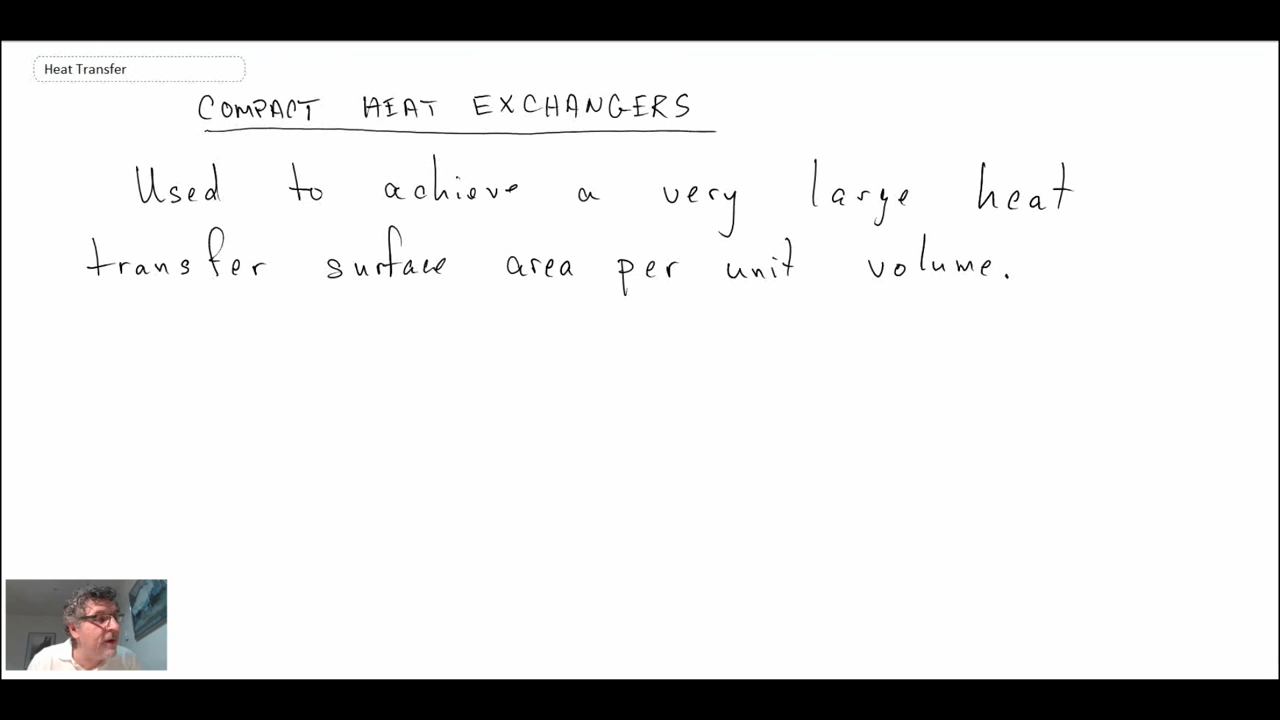 Heat Transfer
COMPACT HEAT EXCHANGERS
Used to achieve a very large heat
transfer surface area per unit volume.